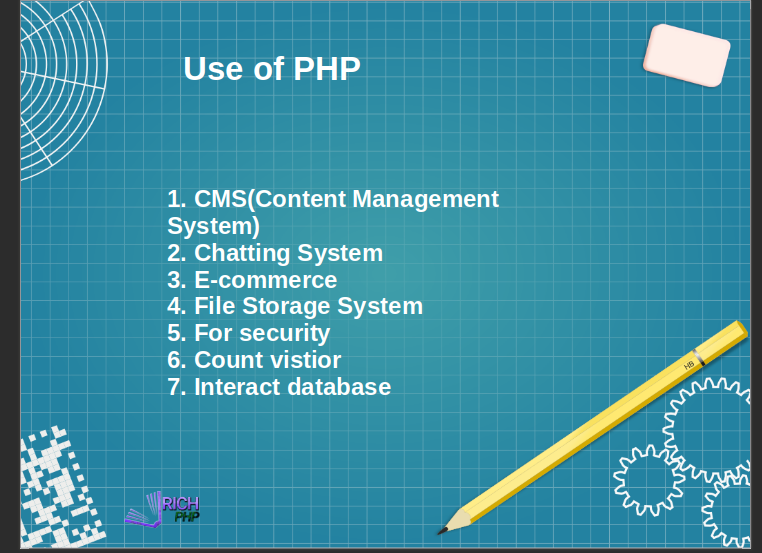 Use of PHP
1. CMS(Content Management
System)
2. Chatting System
3. E-commerce
4. File Storage System
5. For security
6. Count vistior
7. Interact database
HB
RICH
PHP